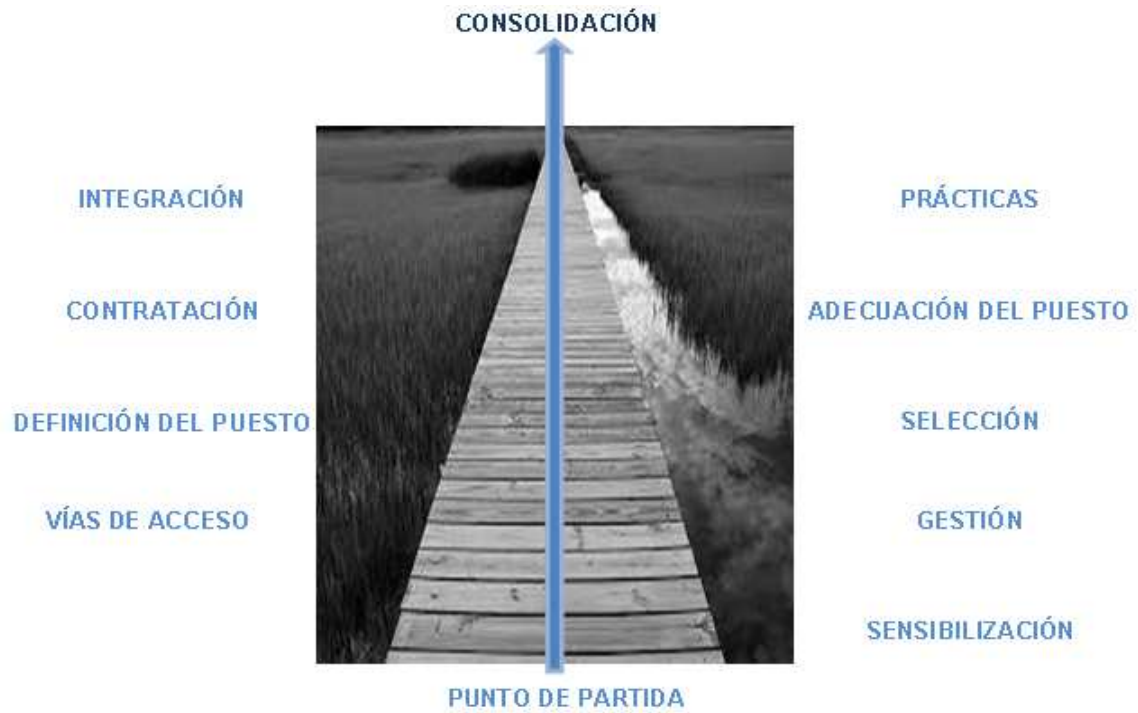 CONSOLIDACIÓN
INTEGRACIÓN
PRÁCTICAS
CONTRATACIÓN
ADECUACIÓN DEL PUESTO
DEFINICIÓN DEL PUESTO
SELECCIÓN
VÍAS DE ACCESO
GESTIÓN
SENSIBILIZACIÓN
PUNTO DE PARTIDA